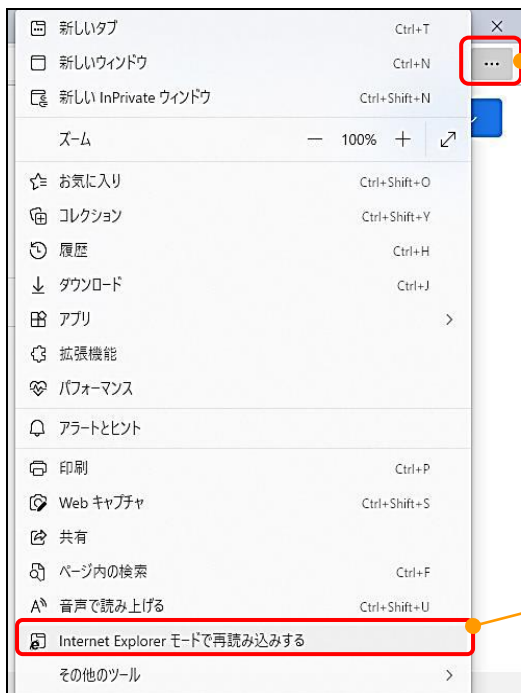 新しいタブ Ctrl+T
新しいウィンドウ Ctrl+N
新しい InPrivate ウィンドウ Ctrl+Shift+N
ズーム — 100% +
お気に入り Ctrl+Shift+O
コレクション Ctrl+Shift+Y
履歴 Ctrl+H
ダウンロード Ctrl+J
アプリ
拡張機能
パフォーマンス
アラートとヒント
印刷 Ctrl+P
Web キャプチャ Ctrl+Shift+S
共有
ページ内の検索 Ctrl+F
音声で読み上げる Ctrl+Shift+U
Internet Explorer モードで再読み込みする
その他のツール